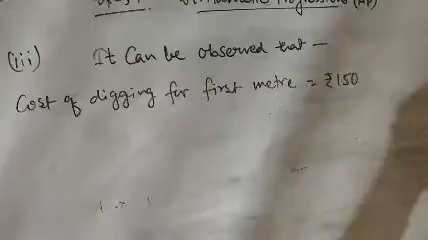 (iii) It Can be observed that —
Cost of digging for first metre = ₹150